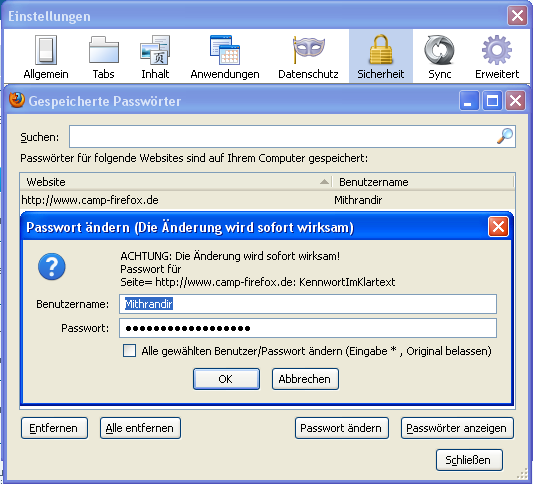 Einstellungen
Allgemein Tabs Inhalt Anwendungen Datenschutz Sicherheit Sync Erweitert
Gespeicherte Passwörter
Suchen:
Passwörter für folgende Websites sind auf Ihrem Computer gespeichert:
Website Benutzername
http://www.camp-firefox.de Mithrandir
Passwort ändern (Die Änderung wird sofort wirksam)
ACHTUNG: Die Änderung wird sofort wirksam!
Passwort für
Seite= http://www.camp-firefox.de: KennwortImKlartext
Benutzername: Mithrandir
Passwort: ●●●●●●●●●●●●●●●●●●
Alle gewählten Benutzer/Passwort ändern (Eingabe * , Original belassen)
OK Abbrechen
Entfernen Alle entfernen Passwort ändern Passwörter anzeigen
Schließen